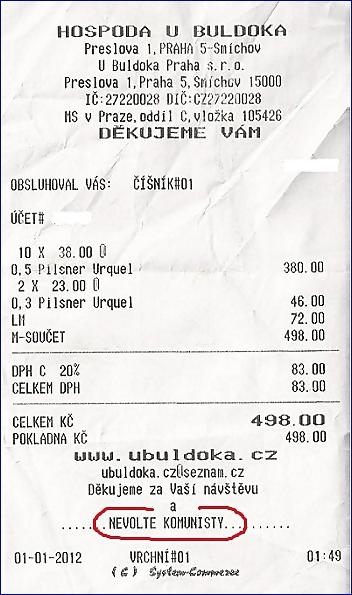 HOSPODA U BULDOKA
Preslova 1,PRAHA 5-Smíchov
U Buldoka Praha s.r.o.
Preslova 1,Praha 5,Smíchov 15000
IČ:27220028 DIČ:CZ27220028
MS v Praze,oddíl C,vložka 105426
DĚKUJEME VÁM
OBSLUHOVAL VÁS: ČÍŠNÍK#01
ÚČET#
10 X 38.00 Û
0,5 Pilsner Urquel 380.00
2 X 23.00 Û
0,3 Pilsner Urquel 46.00
LM 72.00
M-SOUČET 498.00
DPH C 20% 83.00
CELKEM DPH 83.00
CELKEM KČ 498.00
POKLADNA KČ 498.00
www.ubuldoka.cz
ubuldoka.cz@seznam.cz
Děkujeme za Vaší návštěvu
a
......NEVOLTE KOMUNISTY..........
01-01-2012 VRCHNÍ#01 01:49
(C) System-Commerce